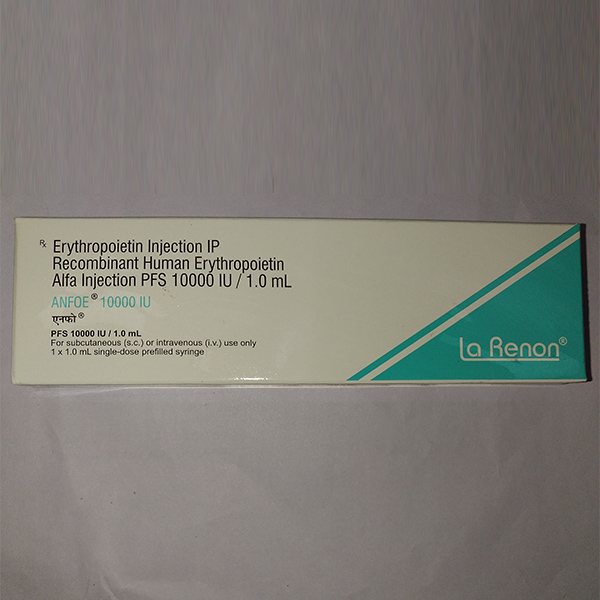 Rx Erythropoietin Injection IP
Recombinant Human Erythropoietin
Alfa Injection PFS 10000 IU / 1.0 mL
ANFOE® 10000 IU
एनफो®
PFS 10000 IU / 1.0 mL
For subcutaneous (s.c.) or intravenous (i.v.) use only
1 x 1.0 mL single-dose prefilled syringe
La Renon®